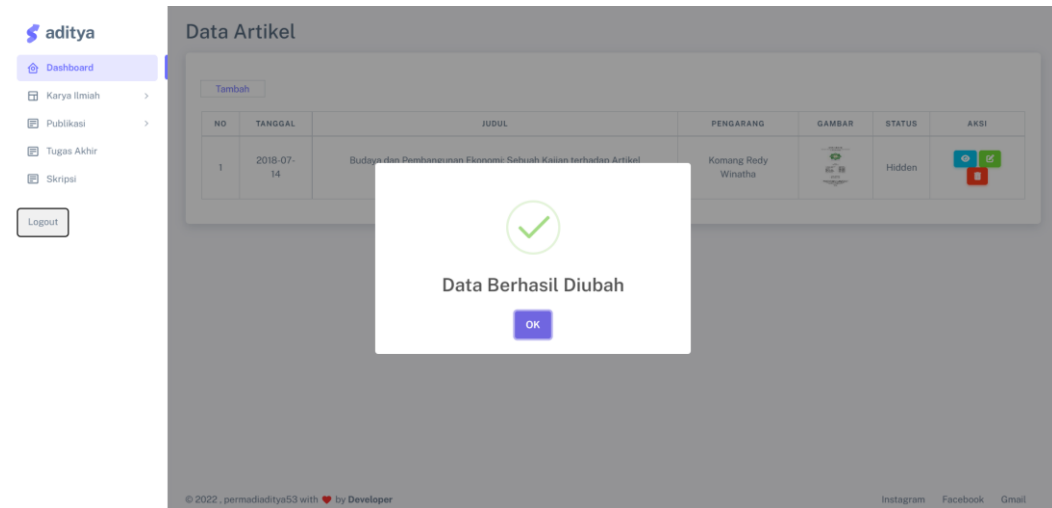 aditya
Dashboard
Karya Ilmiah
Publikasi
Tugas Akhir
Skripsi
Logout
Data Artikel
Tambah
NO TANGGAL JUDUL PENGARANG GAMBAR STATUS AKSI
1 2018-07-14 Budaya dan Pembangunan Ekonomi: Sebuah Kajian terhadap Artikel Komang Redy Winatha Hidden
Data Berhasil Diubah
OK
© 2022 , permadiaditya53 with ❤ by Developer
Instagram Facebook Gmail